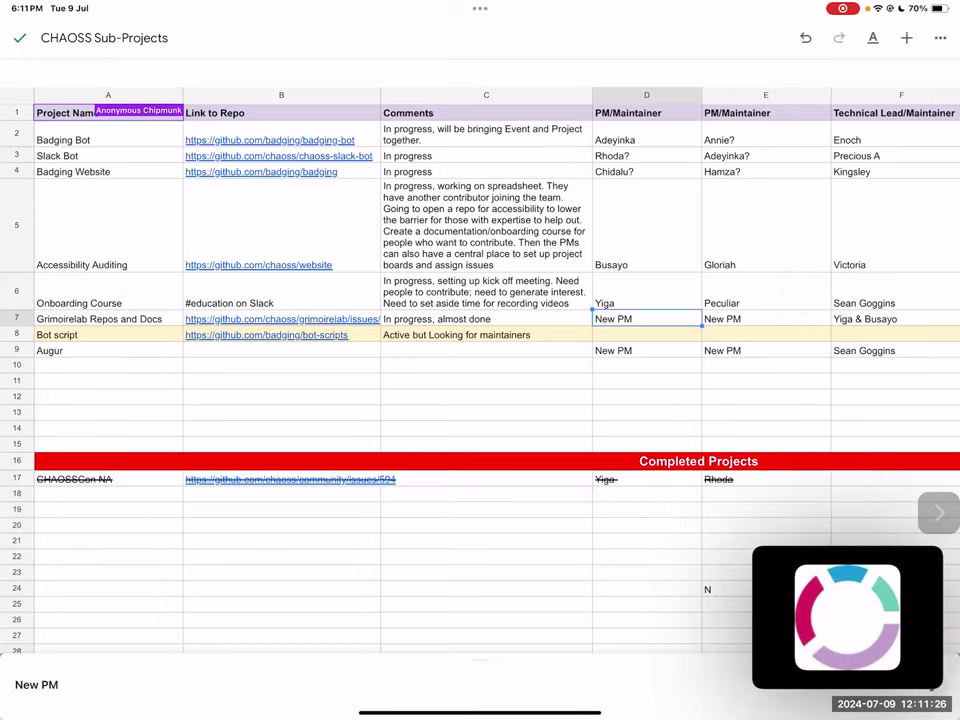 6:11PM Tue 9 Jul
70%
CHAOSS Sub-Projects
A B C D E F
1 Project Nam Anonymous Chipmunk Link to Repo Comments PM/Maintainer PM/Maintainer Technical Lead/Maintainer
In progress, will be bringing Event and Project
2 Badging Bot https://github.com/badging/badging-bot together. Adeyinka Annie? Enoch
3 Slack Bot https://github.com/chaoss/chaoss-slack-bot In progress Rhoda? Adeyinka? Precious A
4 Badging Website https://github.com/badging/badging In progress Chidalu? Hamza? Kingsley
In progress, working on spreadsheet. They
have another contributor joining the team.
Going to open a repo for accessibility to lower
the barrier for those with expertise to help out.
5 Create a documentation/onboarding course for
people who want to contribute. Then the PMs
can also have a central place to set up project
Accessibility Auditing https://github.com/chaoss/website boards and assign issues Busayo Gloriah Victoria
In progress, setting up kick off meeting. Need
6 people to contribute; need to generate interest.
Onboarding Course #education on Slack Need to set aside time for recording videos Yiga Peculiar Sean Goggins
7 Grimoirelab Repos and Docs https://github.com/chaoss/grimoirelab/issues/ In progress, almost done New PM New PM Yiga & Busayo
8 Bot script https://github.com/badging/bot-scripts Active but Looking for maintainers
9 Augur New PM New PM Sean Goggins
10
11
12
13
14
15
16 Completed Projects
17 CHAOSSCon NA https://github.com/chaoss/community/issues/594 Yiga Rhoda
18
19
20
21
22
23
24 N
25
26
27
28
New PM
2024-07-09 12:11:26